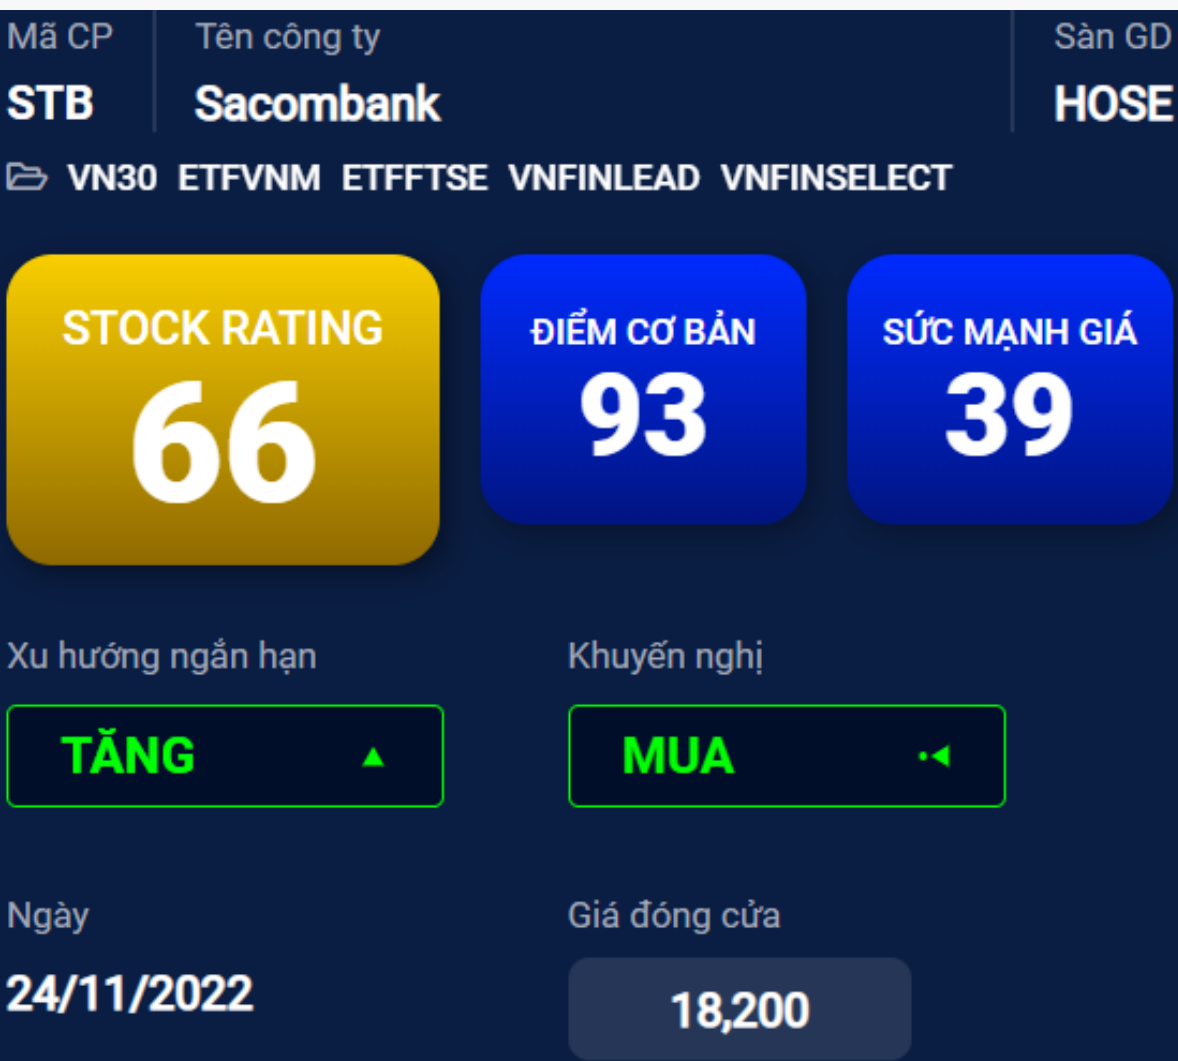 Mã CP Tên công ty Sàn GD
STB Sacombank HOSE
VN30 ETFVNM ETFFTSE VNFINLEAD VNFINSELECT
STOCK RATING ĐIỂM CƠ BẢN SỨC MẠNH GIÁ
66 93 39
Xu hướng ngắn hạn Khuyến nghị
TĂNG MUA
Ngày Giá đóng cửa
24/11/2022 18,200